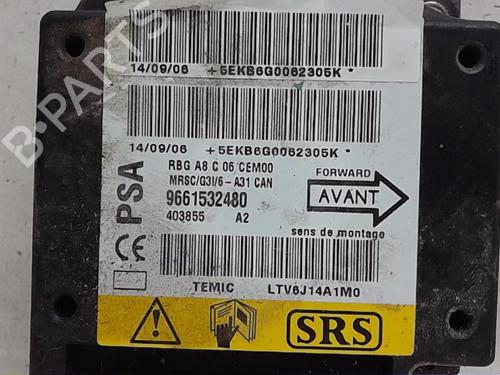 B-PARTS
14/09/06 +5EKB6G0062305K *
14/09/06 +5EKB6G0062305K *
PSA
RBG A8 C 06 CEM00
MRSC/G3I/6 - A31 CAN
9661532480
403855 A2
FORWARD
AVANT
sens de montage
CE
TEMIC LTV6J14A1M0
SRS